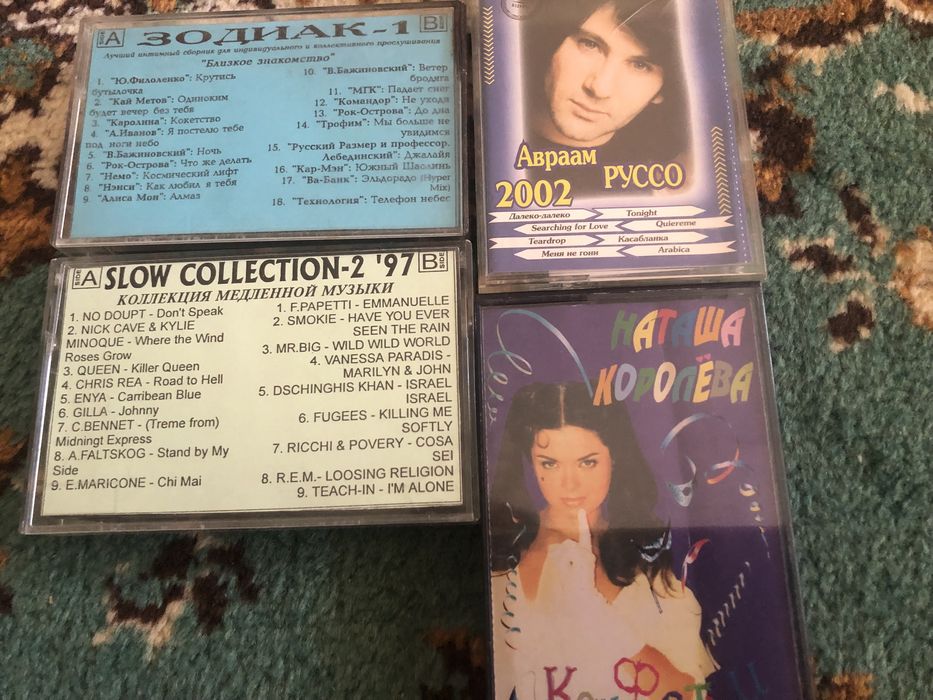 SIDE A ЗОДИАК-1 B SIDE
Лучший интимный сборник для индивидуального и коллективного прослушивания
"Близкое знакомство"
1. "Ю.Филоленко": Крутись
бутылочка
2. "Кай Метов": Одиноким
будет вечер без тебя
3. "Каролина": Кокетство
4. "А.Иванов": Я постелю тебе
под ноги небо
5. "В.Бажиновский": Ночь
6. "Рок-Острова": Что же делать
7. "Немо": Космический лифт
8. "Нэнси": Как любил я тебя
9. "Алиса Мон": Алмаз
10. "В.Бажиновский": Ветер
бродяга
11. "МГК": Падает снег
12. "Командор": Не уходи
13. "Рок-Острова": До дна
14. "Трофим": Мы больше не
увидимся
15. "Русский Размер и профессор.
Лебединский": Джалайя
16. "Кар-Мэн": Южный Шаолинь
17. "Ва-Банк": Эльдорадо (Hyper
Mix)
18. "Технология": Телефон небес
Авраам
РУССО
2002
Далеко-далеко Tonight
Searching for Love Quiereme
Teardrop Касабланка
Меня не гони Arabica
SIDE A SLOW COLLECTION-2 '97 B SIDE
КОЛЛЕКЦИЯ МЕДЛЕННОЙ МУЗЫКИ
1. NO DOUPT - Don't Speak
2. NICK CAVE & KYLIE
MINOQUE - Where the Wind
Roses Grow
3. QUEEN - Killer Queen
4. CHRIS REA - Road to Hell
5. ENYA - Carribean Blue
6. GILLA - Johnny
7. C.BENNET - (Treme from)
Midningt Express
8. A.FALTSKOG - Stand by My
Side
9. E.MARICONE - Chi Mai
1. F.PAPETTI - EMMANUELLE
2. SMOKIE - HAVE YOU EVER
SEEN THE RAIN
3. MR.BIG - WILD WILD WORLD
4. VANESSA PARADIS -
MARILYN & JOHN
5. DSCHINGHIS KHAN - ISRAEL
ISRAEL
6. FUGEES - KILLING ME
SOFTLY
7. RICCHI & POVERY - COSA
SEI
8. R.E.M.- LOOSING RELIGION
9. TEACH-IN - I'M ALONE
НАТАША
КОРОЛЁВА